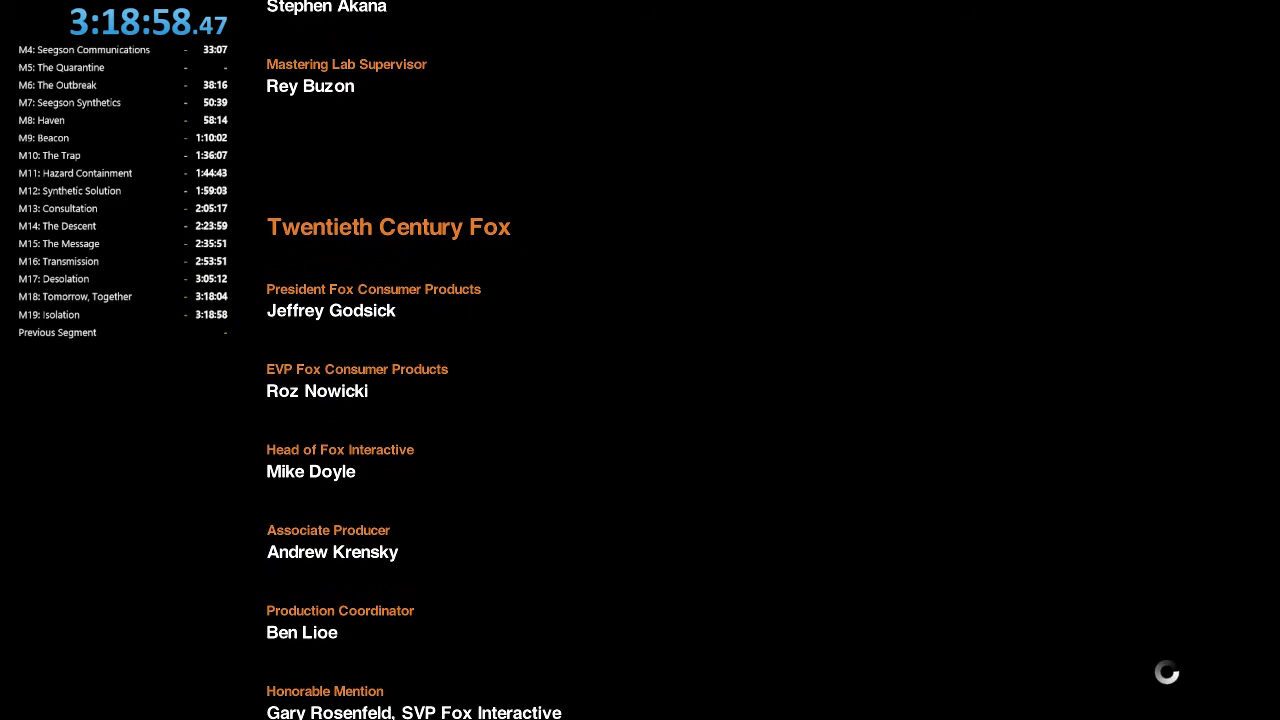 3:18:58.47
M4: Seegson Communications - 33:07
M5: The Quarantine - -
M6: The Outbreak - 38:16
M7: Seegson Synthetics - 50:39
M8: Haven - 58:14
M9: Beacon - 1:10:02
M10: The Trap - 1:36:07
M11: Hazard Containment - 1:44:43
M12: Synthetic Solution - 1:59:03
M13: Consultation - 2:05:17
M14: The Descent - 2:23:59
M15: The Message - 2:35:51
M16: Transmission - 2:53:51
M17: Desolation - 3:05:12
M18: Tomorrow, Together - 3:18:04
M19: Isolation - 3:18:58
Previous Segment -
Stephen Akana
Mastering Lab Supervisor
Rey Buzon
Twentieth Century Fox
President Fox Consumer Products
Jeffrey Godsick
EVP Fox Consumer Products
Roz Nowicki
Head of Fox Interactive
Mike Doyle
Associate Producer
Andrew Krensky
Production Coordinator
Ben Lioe
Honorable Mention
Gary Rosenfeld, SVP Fox Interactive